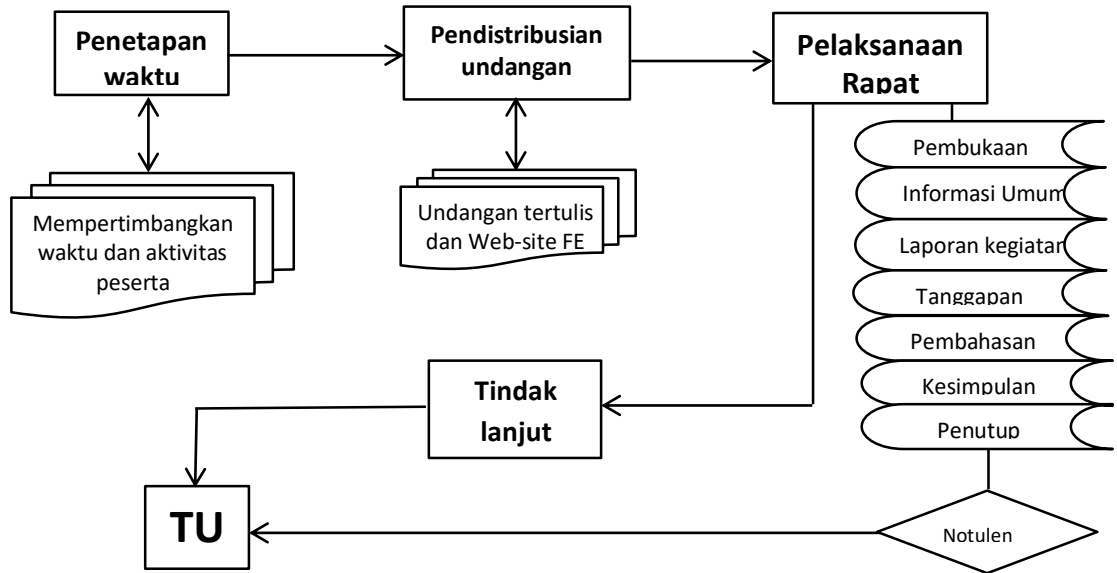 Penetapan
waktu
Pendistribusian
undangan
Pelaksanaan
Rapat
Mempertimbangkan
waktu dan aktivitas
peserta
Undangan tertulis
dan Web-site FE
Pembukaan
Informasi Umum
Laporan kegiatan
Tanggapan
Pembahasan
Kesimpulan
Penutup
Tindak
lanjut
TU
Notulen